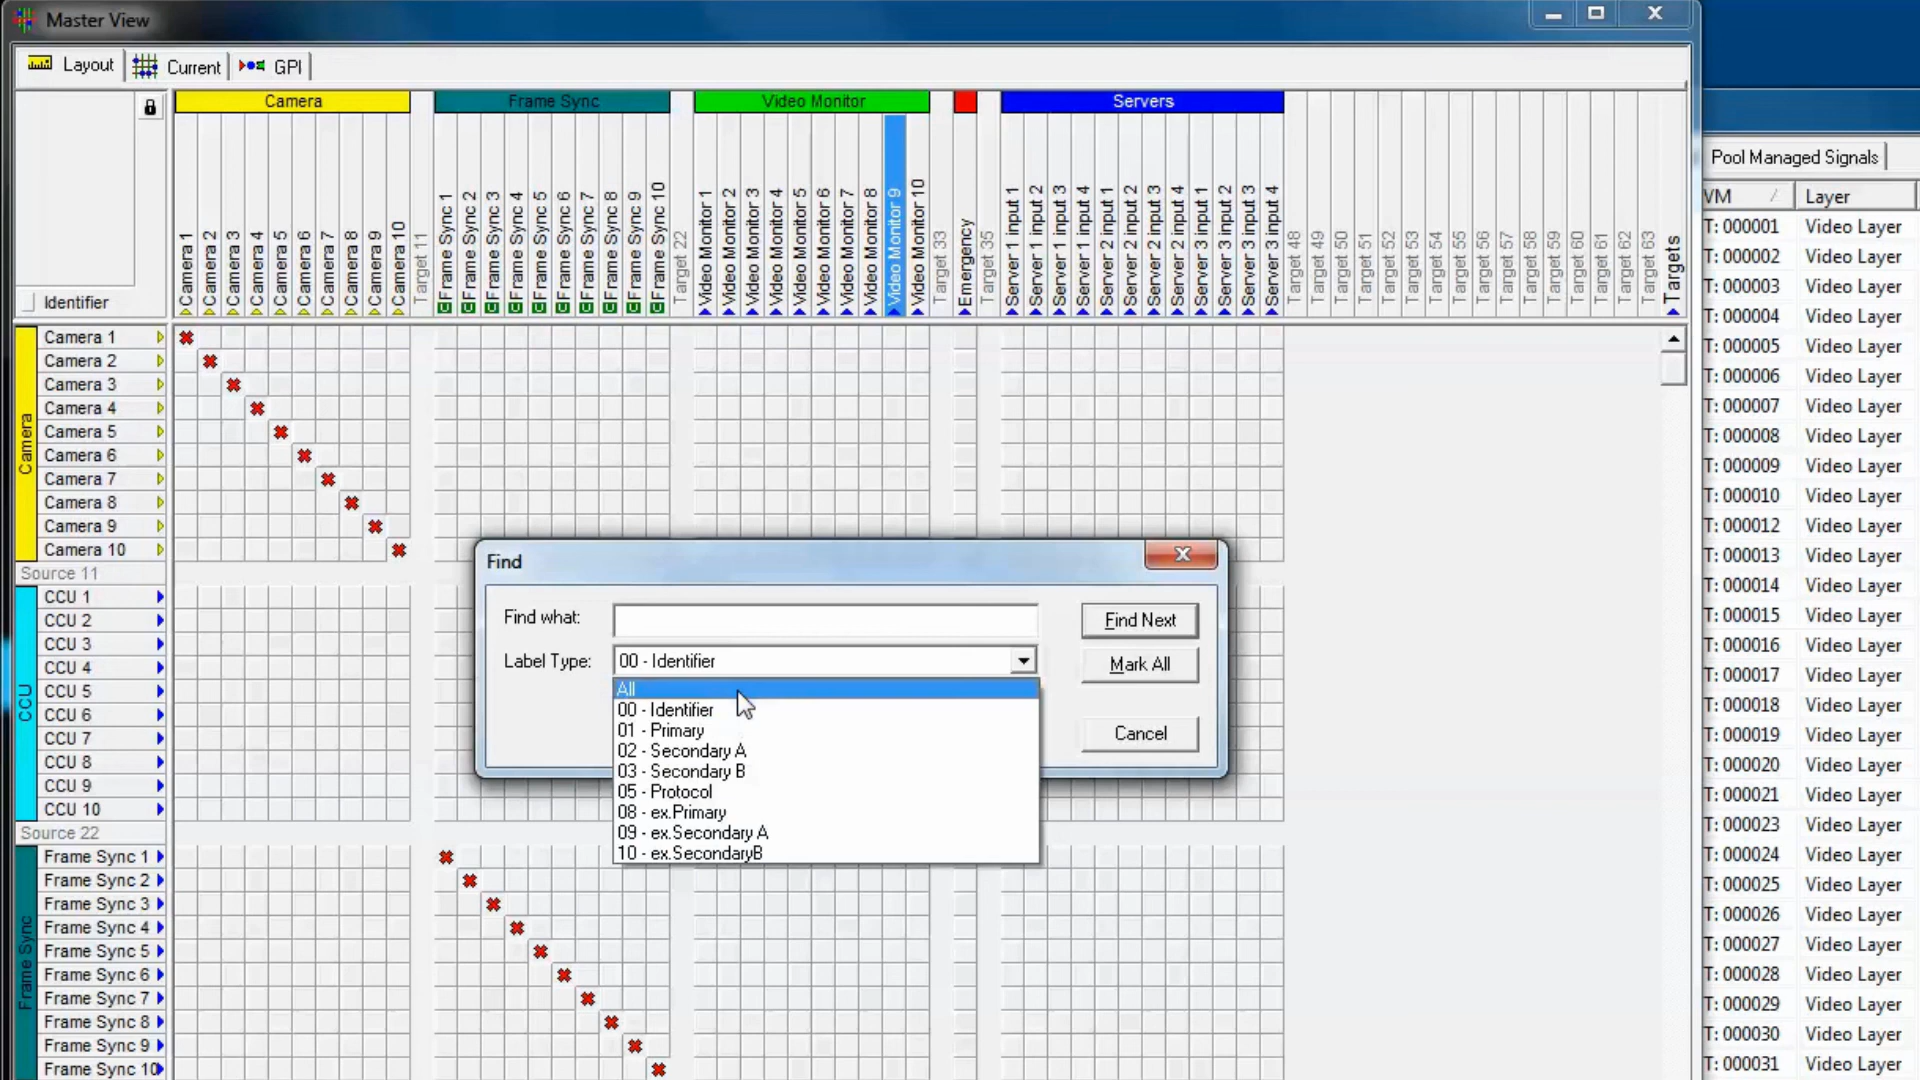 Master View
Layout
Current
GPI
Camera
Frame Sync
Video Monitor
Servers
Camera 1
Camera 2
Camera 3
Camera 4
Camera 5
Camera 6
Camera 7
Camera 8
Camera 9
Camera 10
Target 11
Frame Sync 1
Frame Sync 2
Frame Sync 3
Frame Sync 4
Frame Sync 5
Frame Sync 6
Frame Sync 7
Frame Sync 8
Frame Sync 9
Frame Sync 10
Target 22
Video Monitor 1
Video Monitor 2
Video Monitor 3
Video Monitor 4
Video Monitor 5
Video Monitor 6
Video Monitor 7
Video Monitor 8
Video Monitor 9
Video Monitor 10
Target 33
Emergency
Target 35
Server 1 input 1
Server 1 input 2
Server 1 input 3
Server 1 input 4
Server 2 input 1
Server 2 input 2
Server 2 input 3
Server 2 input 4
Server 3 input 1
Server 3 input 2
Server 3 input 3
Server 3 input 4
Target 48
Target 49
Target 50
Target 51
Target 52
Target 53
Target 54
Target 55
Target 56
Target 57
Target 58
Target 59
Target 60
Target 61
Target 62
Target 63
Targets
Identifier
Camera
Camera 1
Camera 2
Camera 3
Camera 4
Camera 5
Camera 6
Camera 7
Camera 8
Camera 9
Camera 10
Source 11
CCU
CCU 1
CCU 2
CCU 3
CCU 4
CCU 5
CCU 6
CCU 7
CCU 8
CCU 9
CCU 10
Source 22
Frame Sync
Frame Sync 1
Frame Sync 2
Frame Sync 3
Frame Sync 4
Frame Sync 5
Frame Sync 6
Frame Sync 7
Frame Sync 8
Frame Sync 9
Frame Sync 10
Find
Find what:
Find Next
Label Type:
00 - Identifier
Mark All
Cancel
All
00 - Identifier
01 - Primary
02 - Secondary A
03 - Secondary B
05 - Protocol
08 - ex.Primary
09 - ex.Secondary A
10 - ex.SecondaryB
Pool Managed Signals
VM Layer
T: 000001 Video Layer
T: 000002 Video Layer
T: 000003 Video Layer
T: 000004 Video Layer
T: 000005 Video Layer
T: 000006 Video Layer
T: 000007 Video Layer
T: 000008 Video Layer
T: 000009 Video Layer
T: 000010 Video Layer
T: 000012 Video Layer
T: 000013 Video Layer
T: 000014 Video Layer
T: 000015 Video Layer
T: 000016 Video Layer
T: 000017 Video Layer
T: 000018 Video Layer
T: 000019 Video Layer
T: 000020 Video Layer
T: 000021 Video Layer
T: 000023 Video Layer
T: 000024 Video Layer
T: 000025 Video Layer
T: 000026 Video Layer
T: 000027 Video Layer
T: 000028 Video Layer
T: 000029 Video Layer
T: 000030 Video Layer
T: 000031 Video Layer